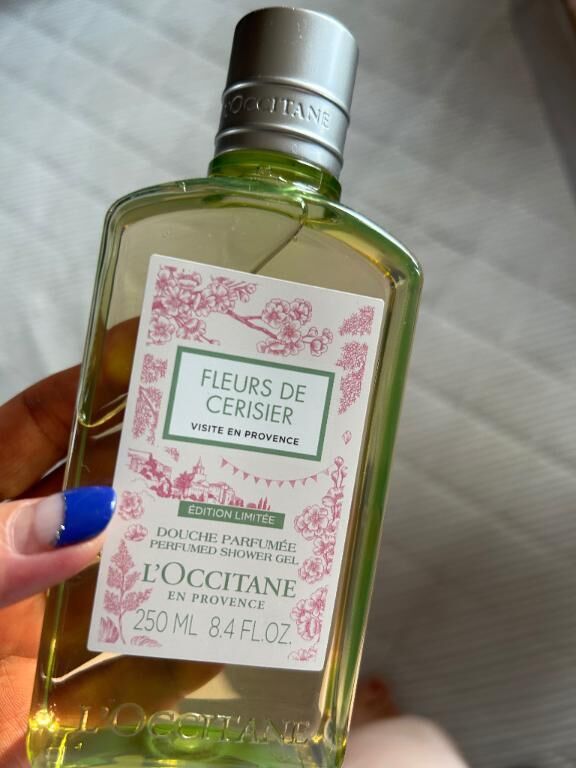 L'OCCITANE
FLEURS DE
CERISIER
VISITE EN PROVENCE
ÉDITION LIMITÉE
DOUCHE PARFUMÉE
PERFUMED SHOWER GEL
L'OCCITANE
EN PROVENCE
250 ML 8.4 FL.OZ.
L'OCCITANE